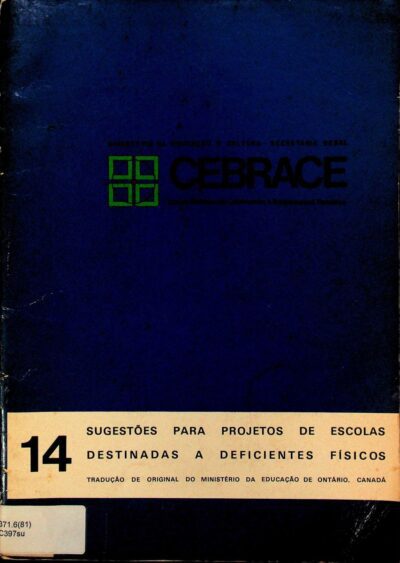 MINISTÉRIO DA EDUCAÇÃO E CULTURA - SECRETARIA GERAL
CEBRACE
14
SUGESTÕES PARA PROJETOS DE ESCOLAS
DESTINADAS A DEFICIENTES FÍSICOS
TRADUÇÃO DE ORIGINAL DO MINISTÉRIO DA EDUCAÇÃO DE ONTÁRIO, CANADÁ
371.6(81)
C397su